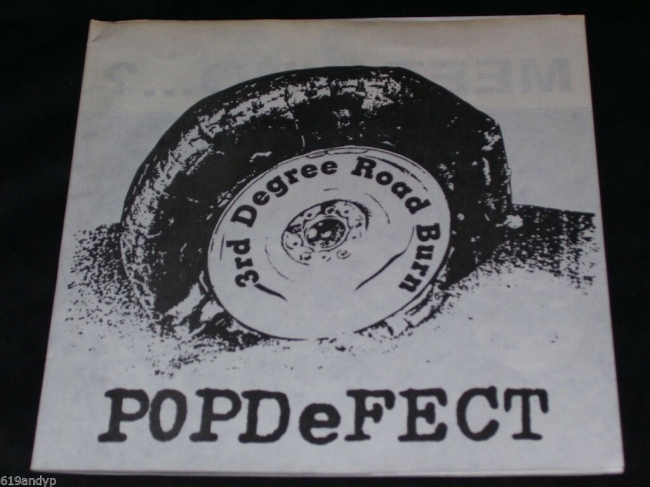 3rd Degree Road Burn
POPDeFECT
619andyp